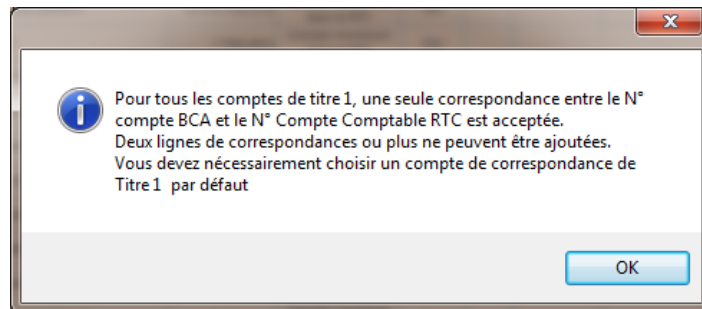 Pour tous les comptes de titre 1, une seule correspondance entre le N°
compte BCA et le N° Compte Comptable RTC est acceptée.
Deux lignes de correspondances ou plus ne peuvent être ajoutées.
Vous devez nécessairement choisir un compte de correspondance de
Titre 1 par défaut
OK